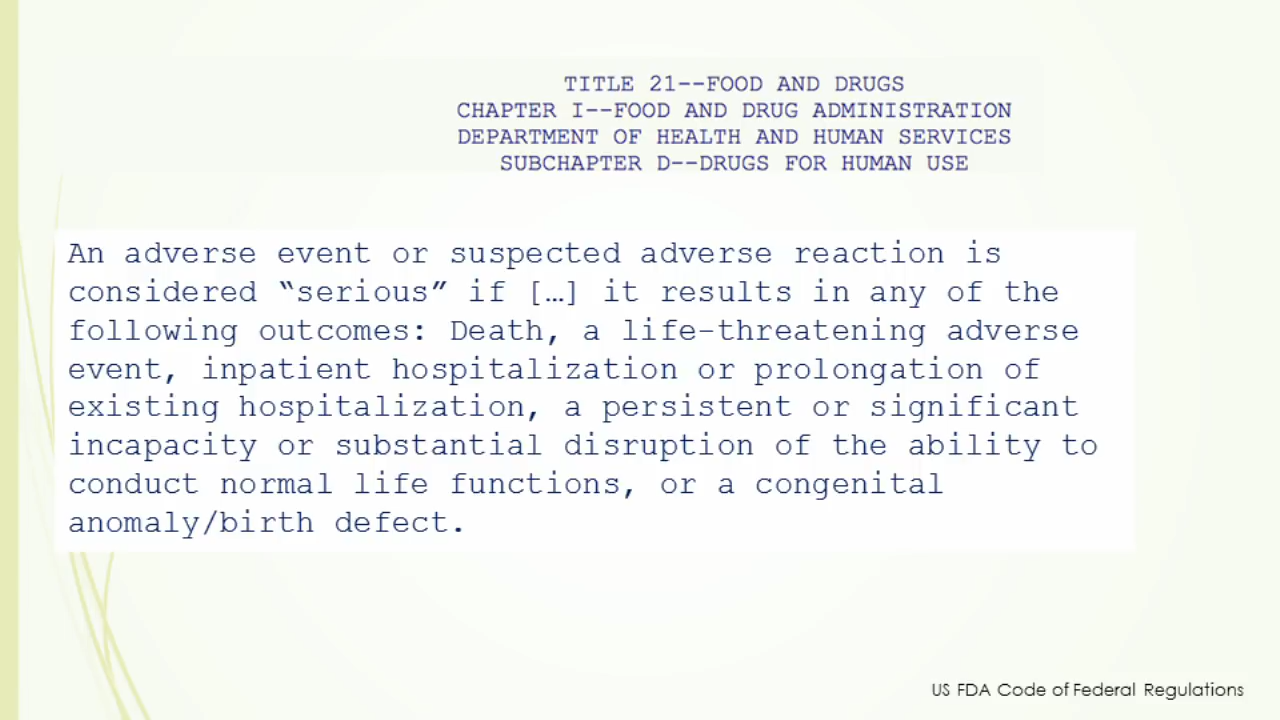 TITLE 21--FOOD AND DRUGS
CHAPTER I--FOOD AND DRUG ADMINISTRATION
DEPARTMENT OF HEALTH AND HUMAN SERVICES
SUBCHAPTER D--DRUGS FOR HUMAN USE
An adverse event or suspected adverse reaction is
considered “serious” if […] it results in any of the
following outcomes: Death, a life-threatening adverse
event, inpatient hospitalization or prolongation of
existing hospitalization, a persistent or significant
incapacity or substantial disruption of the ability to
conduct normal life functions, or a congenital
anomaly/birth defect.
US FDA Code of Federal Regulations